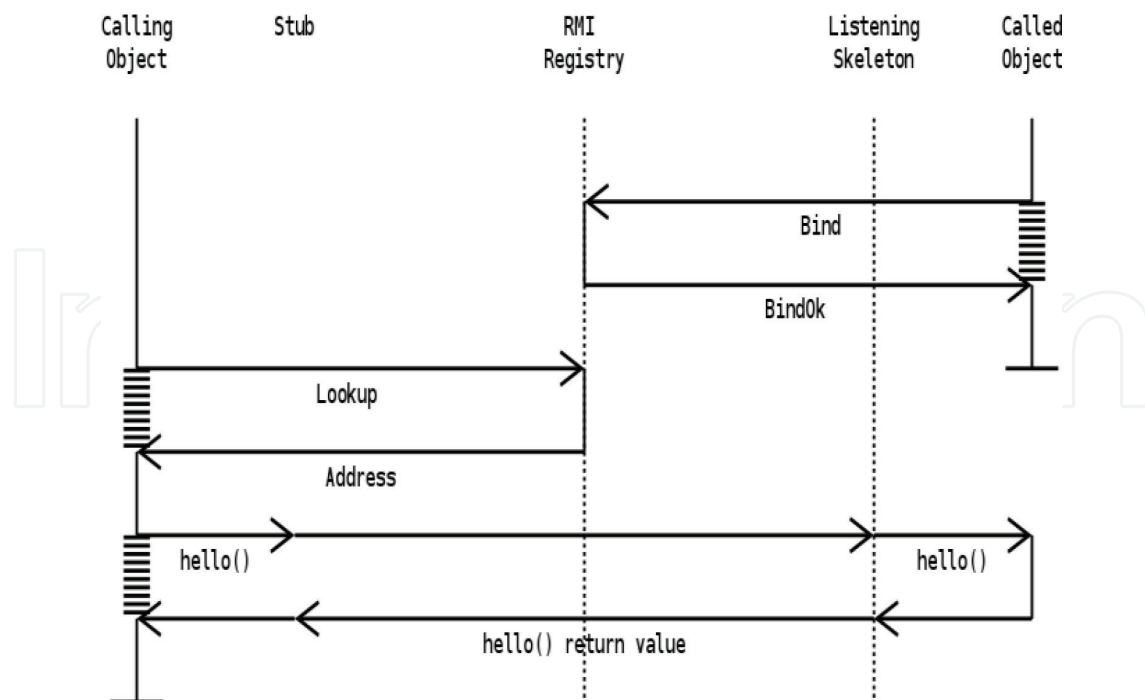 Calling
Object
Stub
RMI
Registry
Listening
Skeleton
Called
Object
Bind
BindOk
Lookup
Address
hello()
hello()
hello() return value